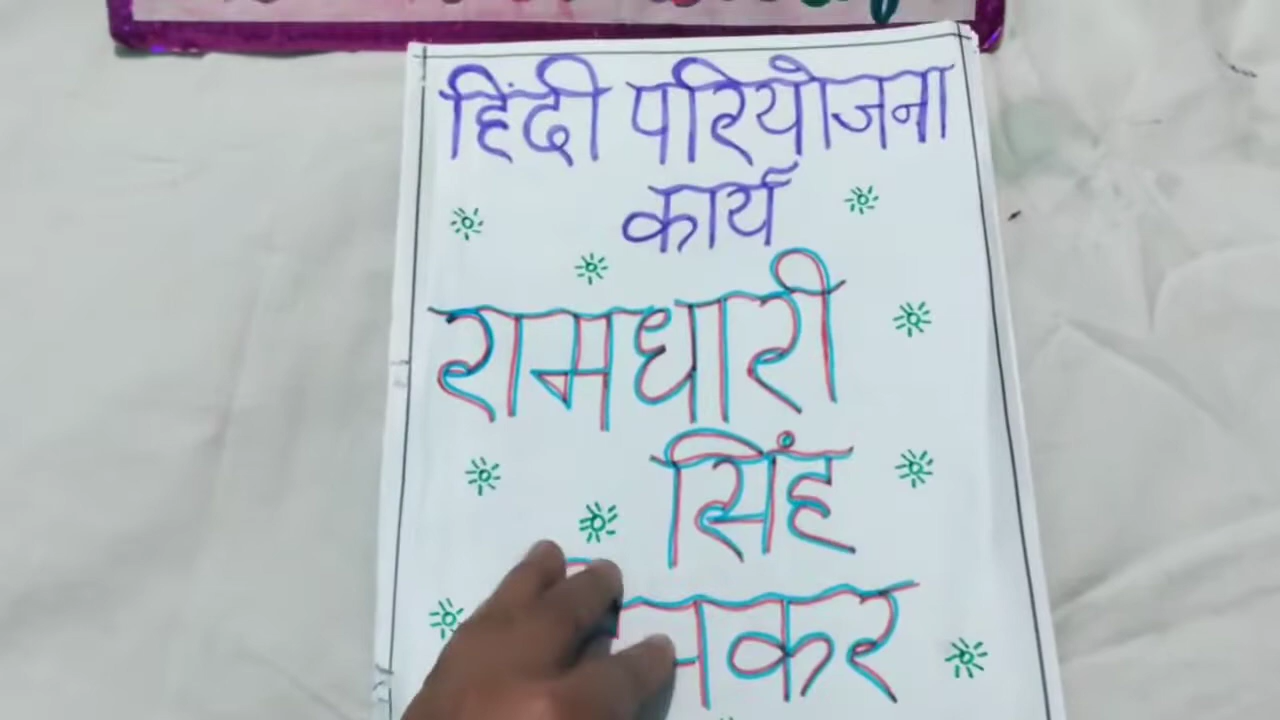 हिंदी परियोजना
कार्य
रामधारी
सिंह